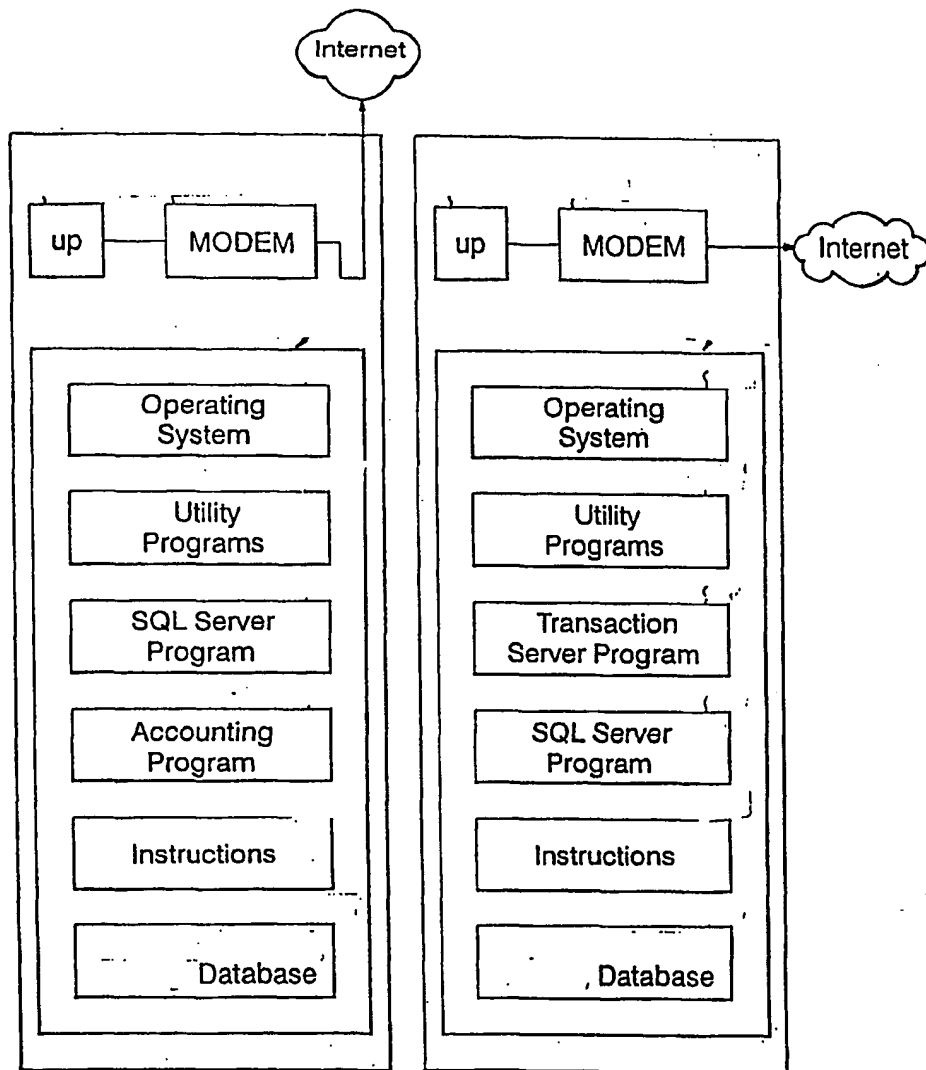 Internet
up
MODEM
Operating
System
Utility
Programs
SQL Server
Program
Accounting
Program
Instructions
Database
up
MODEM
Internet
Operating
System
Utility
Programs
Transaction
Server Program
SQL Server
Program
Instructions
Database